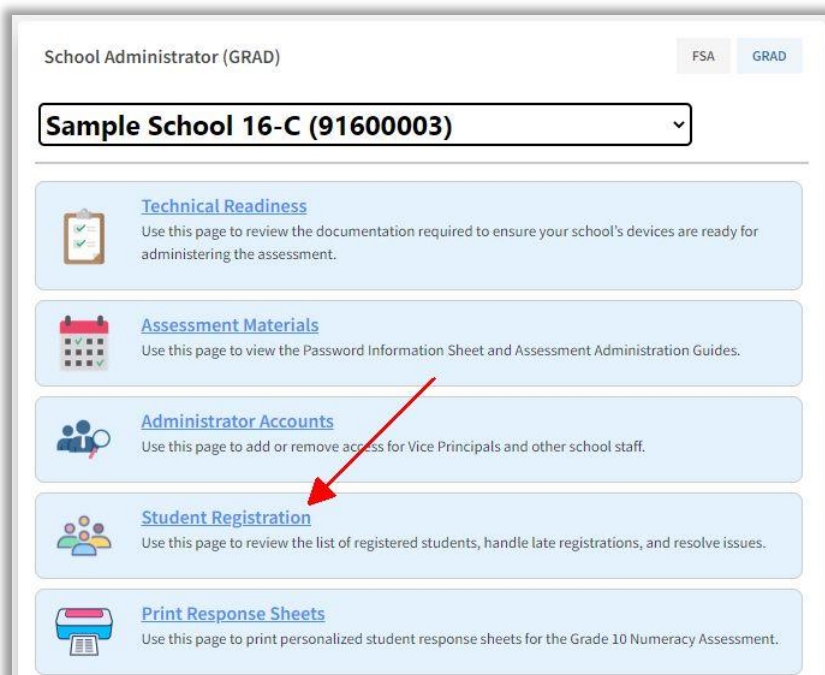 School Administrator (GRAD)
FSA
GRAD
Sample School 16-C (91600003)
Technical Readiness
Use this page to review the documentation required to ensure your school's devices are ready for
administering the assessment.
Assessment Materials
Use this page to view the Password Information Sheet and Assessment Administration Guides.
Administrator Accounts
Use this page to add or remove access for Vice Principals and other school staff.
Student Registration
Use this page to review the list of registered students, handle late registrations, and resolve issues.
Print Response Sheets
Use this page to print personalized student response sheets for the Grade 10 Numeracy Assessment.